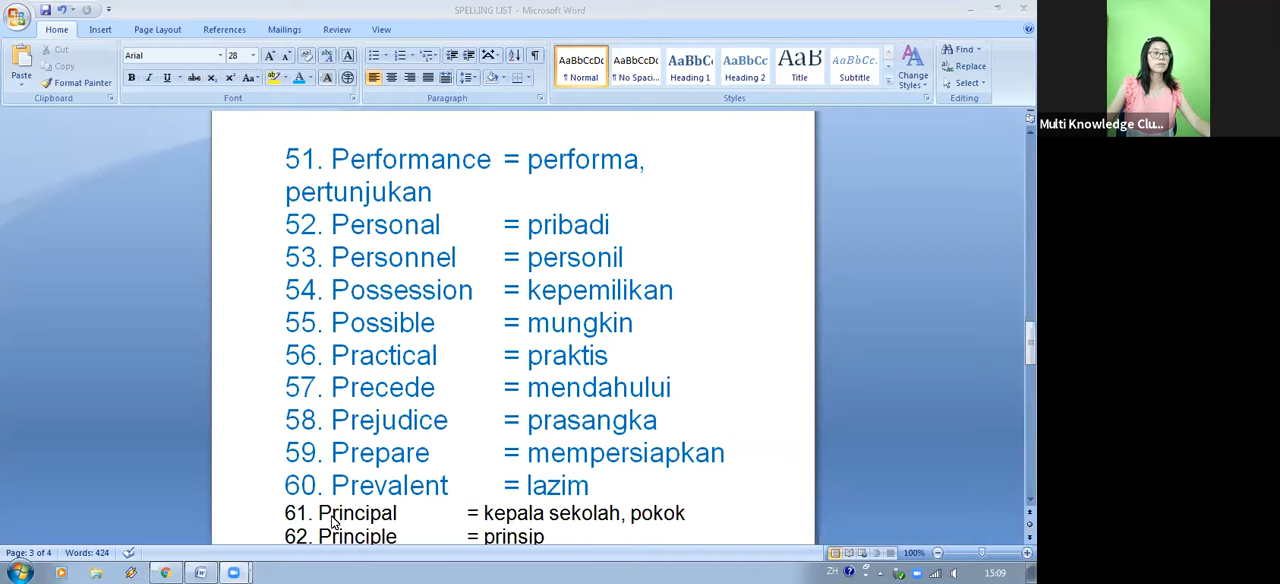 SPELLING LIST - Microsoft Word
Home Insert Page Layout References Mailings Review View
Paste Cut Copy Format Painter Clipboard
Arial 28 Font
Paragraph
AaBbCcDc AaBbCcDc AaBbCc AaBbCc AaB AaBbCc.
¶ Normal ¶ No Spaci... Heading 1 Heading 2 Title Subtitle
Change Styles Styles
Find Replace Select Editing
Multi Knowledge Clu...
51. Performance = performa,
pertunjukan
52. Personal = pribadi
53. Personnel = personil
54. Possession = kepemilikan
55. Possible = mungkin
56. Practical = praktis
57. Precede = mendahului
58. Prejudice = prasangka
59. Prepare = mempersiapkan
60. Prevalent = lazim
61. Principal = kepala sekolah, pokok
62. Principle = prinsip
Page: 3 of 4 Words: 424 100%
ZH 15:09